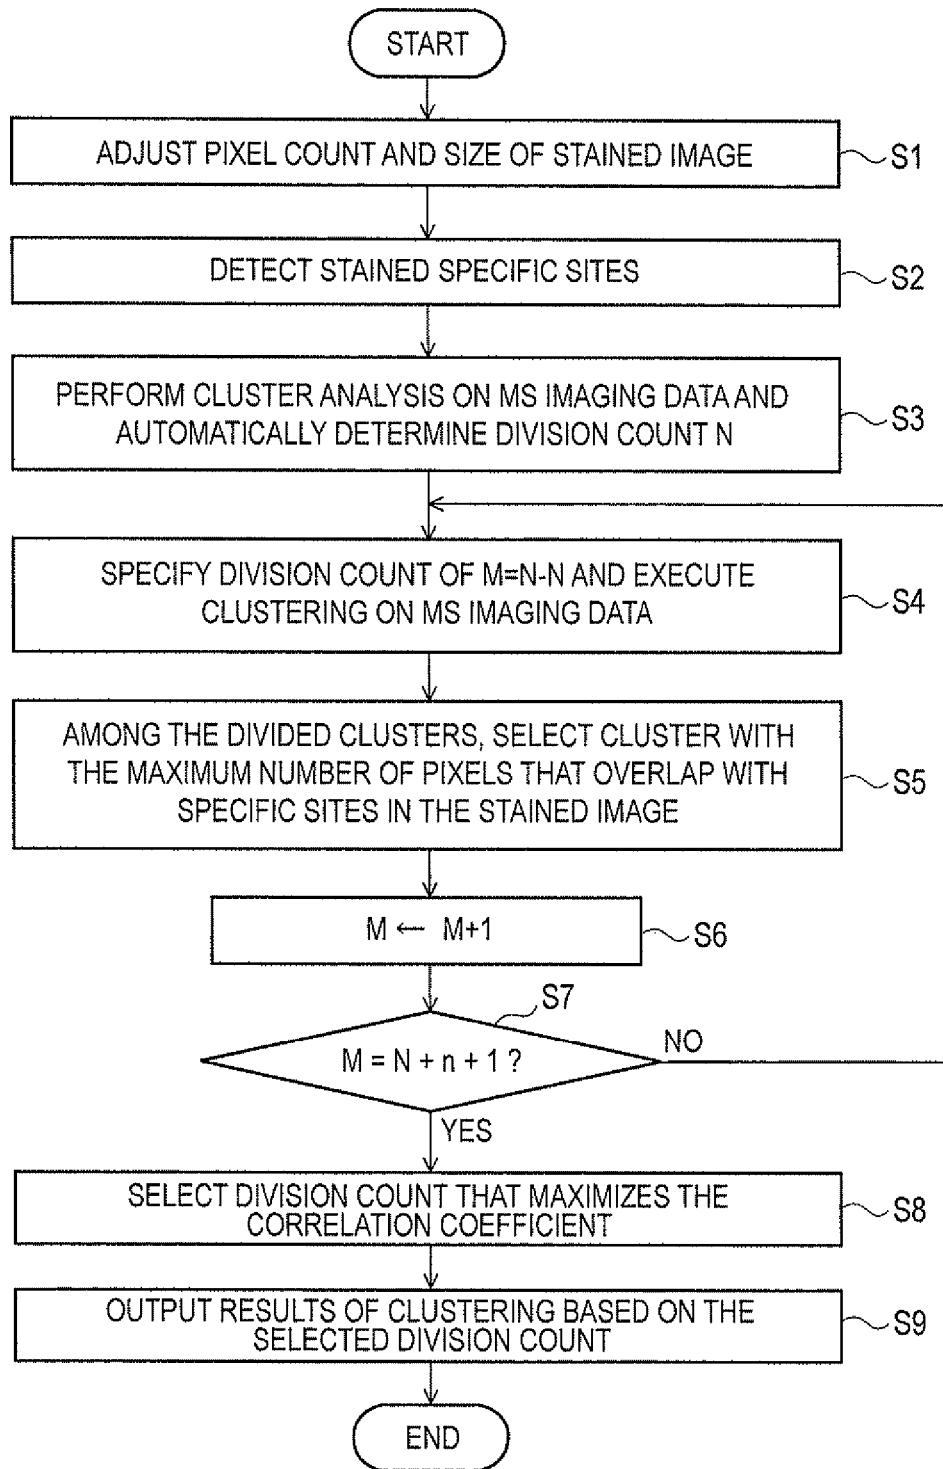 START
ADJUST PIXEL COUNT AND SIZE OF STAINED IMAGE
S1
DETECT STAINED SPECIFIC SITES
S2
PERFORM CLUSTER ANALYSIS ON MS IMAGING DATA AND
AUTOMATICALLY DETERMINE DIVISION COUNT N
S3
SPECIFY DIVISION COUNT OF M=N-N AND EXECUTE
CLUSTERING ON MS IMAGING DATA
S4
AMONG THE DIVIDED CLUSTERS, SELECT CLUSTER WITH
THE MAXIMUM NUMBER OF PIXELS THAT OVERLAP WITH
SPECIFIC SITES IN THE STAINED IMAGE
S5
M ← M+1
S6
S7
M = N + n + 1 ?
NO
YES
SELECT DIVISION COUNT THAT MAXIMIZES THE
CORRELATION COEFFICIENT
S8
OUTPUT RESULTS OF CLUSTERING BASED ON THE
SELECTED DIVISION COUNT
S9
END